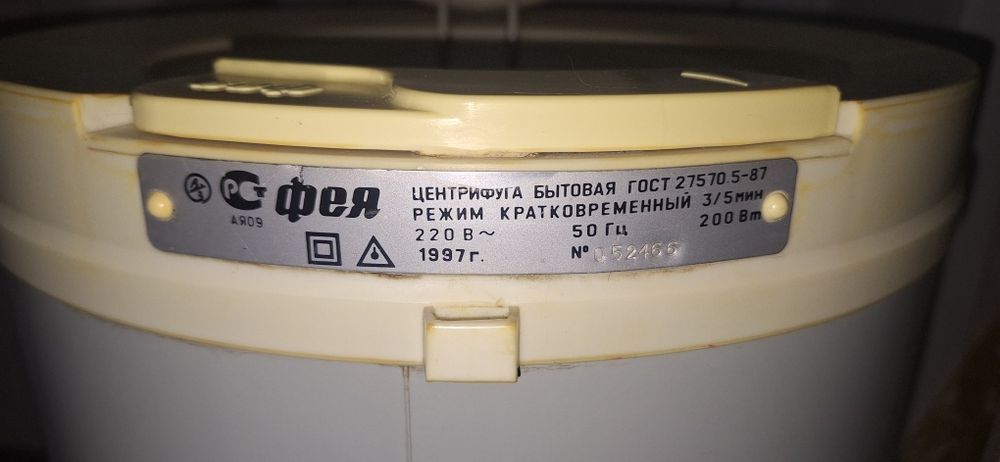 РСТ
АЯ09
фея
ЦЕНТРИФУГА БЫТОВАЯ ГОСТ 27570.5-87
РЕЖИМ КРАТКОВРЕМЕННЫЙ 3/5мин
220 В~ 50 Гц 200 Вт
1997г. № 052466